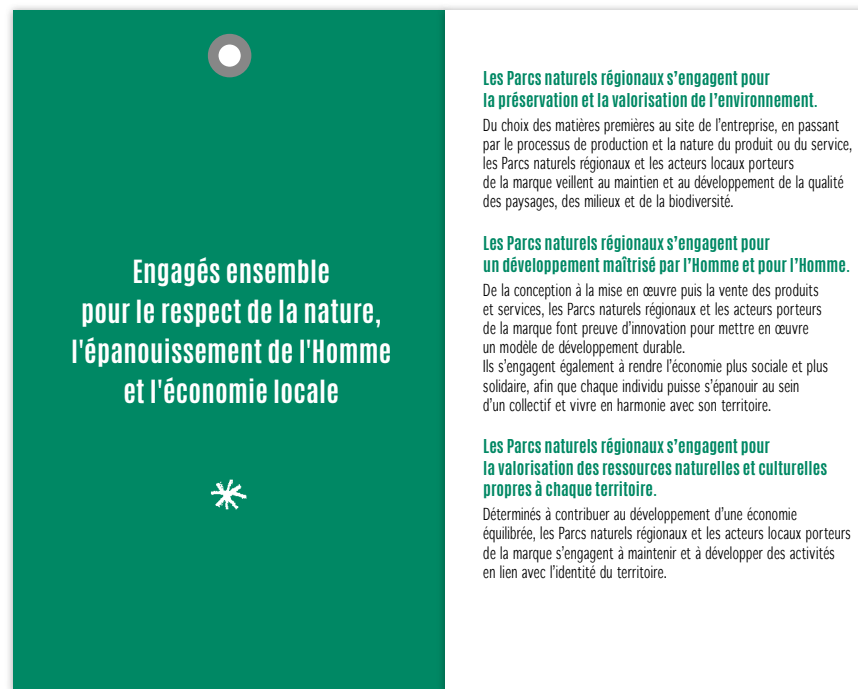 Engagés ensemble
pour le respect de la nature,
l'épanouissement de l'Homme
et l'économie locale
Les Parcs naturels régionaux s’engagent pour
la préservation et la valorisation de l’environnement.
Du choix des matières premières au site de l’entreprise, en passant
par le processus de production et la nature du produit ou du service,
les Parcs naturels régionaux et les acteurs locaux porteurs
de la marque veillent au maintien et au développement de la qualité
des paysages, des milieux et de la biodiversité.
Les Parcs naturels régionaux s’engagent pour
un développement maîtrisé par l’Homme et pour l’Homme.
De la conception à la mise en œuvre puis la vente des produits
et services, les Parcs naturels régionaux et les acteurs porteurs
de la marque font preuve d’innovation pour mettre en œuvre
un modèle de développement durable.
Ils s’engagent également à rendre l’économie plus sociale et plus
solidaire, afin que chaque individu puisse s’épanouir au sein
d’un collectif et vivre en harmonie avec son territoire.
Les Parcs naturels régionaux s’engagent pour
la valorisation des ressources naturelles et culturelles
propres à chaque territoire.
Déterminés à contribuer au développement d’une économie
équilibrée, les Parcs naturels régionaux et les acteurs locaux porteurs
de la marque s’engagent à maintenir et à développer des activités
en lien avec l’identité du territoire.